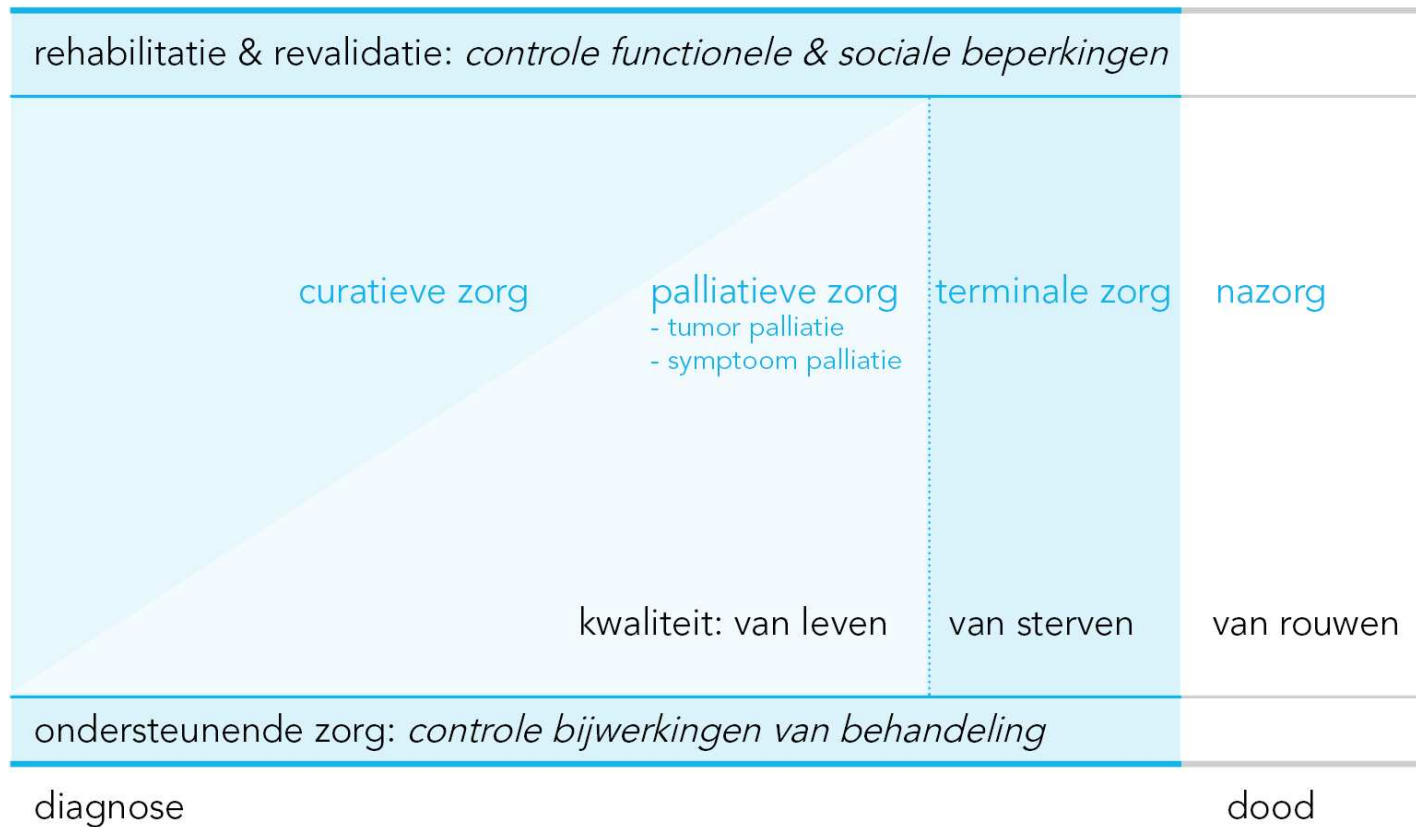 rehabilitatie & revalidatie: controle functionele & sociale beperkingen
curatieve zorg
palliatieve zorg
- tumor palliatie
- symptoom palliatie
terminale zorg
nazorg
kwaliteit: van leven
van sterven
van rouwen
ondersteunende zorg: controle bijwerkingen van behandeling
diagnose
dood